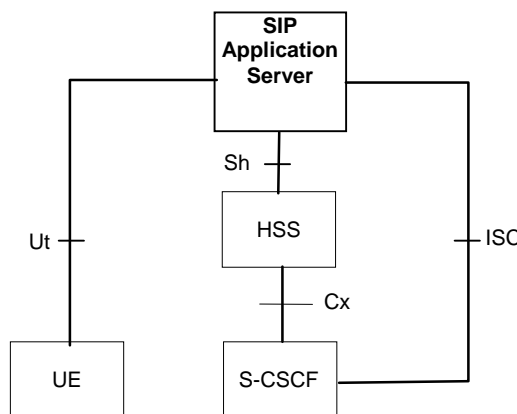 SIP
Application
Server
Sh
HSS
Ut
ISC
Cx
UE
S-CSCF